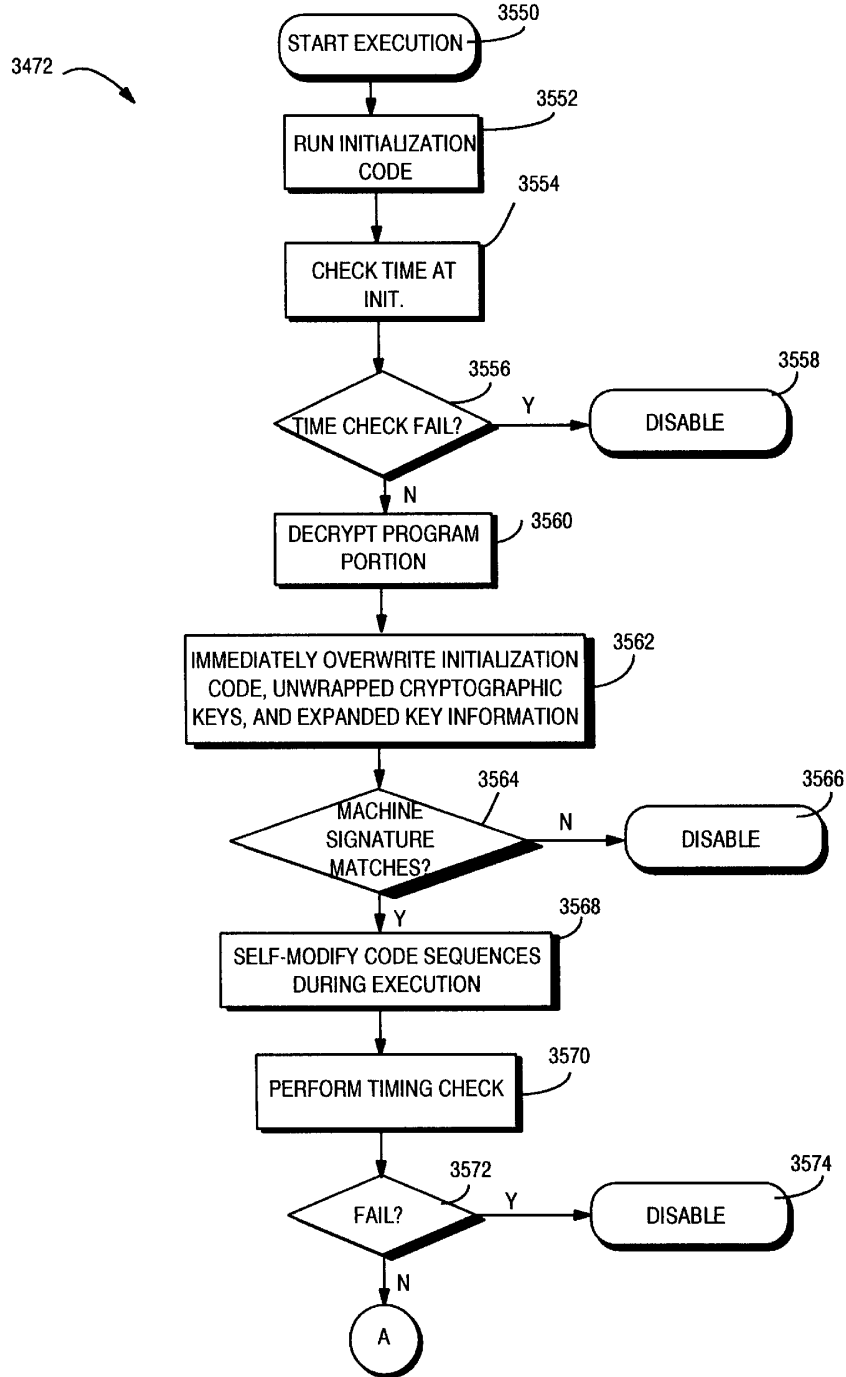 3550
START EXECUTION
3472
3552
RUN INITIALIZATION
CODE
3554
CHECK TIME AT
INIT.
3556
TIME CHECK FAIL?
Y
3558
DISABLE
N
3560
DECRYPT PROGRAM
PORTION
3562
IMMEDIATELY OVERWRITE INITIALIZATION
CODE, UNWRAPPED CRYPTOGRAPHIC
KEYS, AND EXPANDED KEY INFORMATION
3564
MACHINE
SIGNATURE
MATCHES?
N
3566
DISABLE
Y
3568
SELF-MODIFY CODE SEQUENCES
DURING EXECUTION
3570
PERFORM TIMING CHECK
3572
FAIL?
Y
3574
DISABLE
N
A